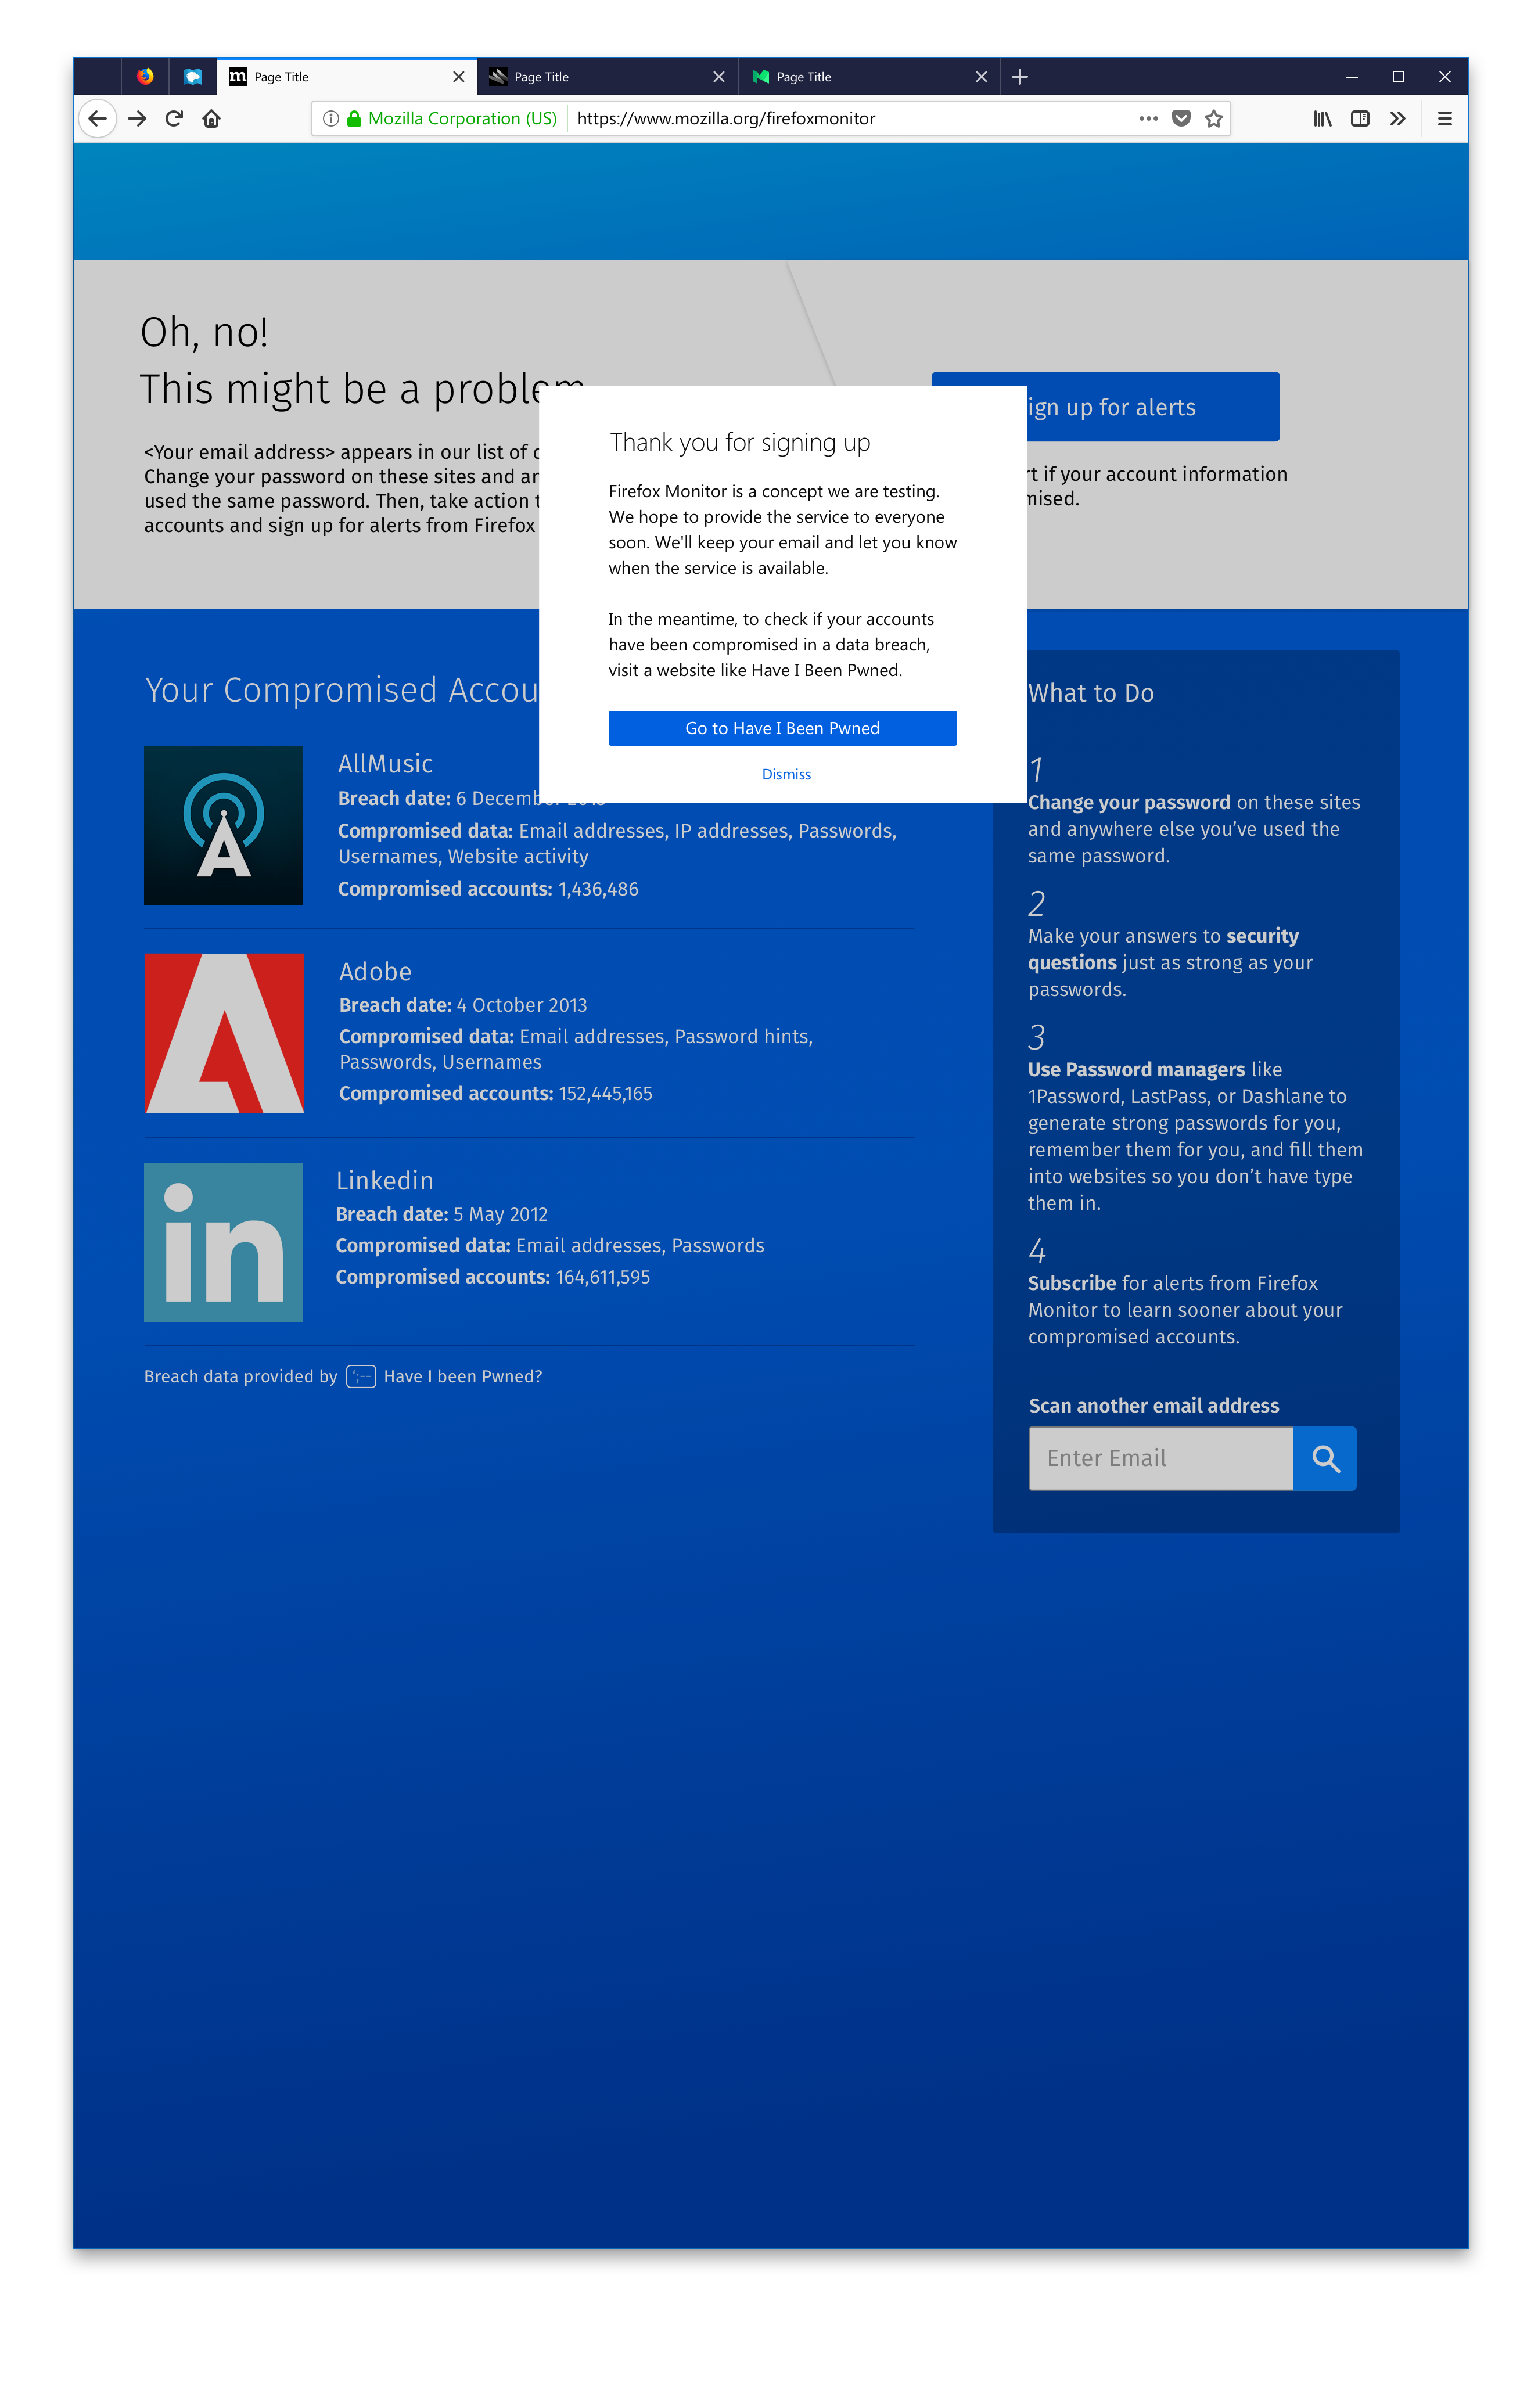 Page Title
Page Title
Page Title
Mozilla Corporation (US)
https://www.mozilla.org/firefoxmonitor
Oh, no!
This might be a problem
<Your email address> appears in our list of
Change your password on these sites and
used the same password. Then, take action
accounts and sign up for alerts from Firefox
ign up for alerts
if your account information
Thank you for signing up
Firefox Monitor is a concept we are testing.
We hope to provide the service to everyone
soon. We'll keep your email and let you know
when the service is available.
In the meantime, to check if your accounts
have been compromised in a data breach,
visit a website like Have I Been Pwned.
Go to Have I Been Pwned
Dismiss
Your Compromised Accou
AllMusic
Breach date: 6 December
Compromised data: Email addresses, IP addresses, Passwords,
Usernames, Website activity
Compromised accounts: 1,436,486
Adobe
Breach date: 4 October 2013
Compromised data: Email addresses, Password hints,
Passwords, Usernames
Compromised accounts: 152,445,165
in
Linkedin
Breach date: 5 May 2012
Compromised data: Email addresses, Passwords
Compromised accounts: 164,611,595
Breach data provided by Have I been Pwned?
What to Do
1
Change your password on these sites
and anywhere else you’ve used the
same password.
2
Make your answers to security
questions just as strong as your
passwords.
3
Use Password managers like
1Password, LastPass, or Dashlane to
generate strong passwords for you,
remember them for you, and fill them
into websites so you don’t have type
them in.
4
Subscribe for alerts from Firefox
Monitor to learn sooner about your
compromised accounts.
Scan another email address
Enter Email